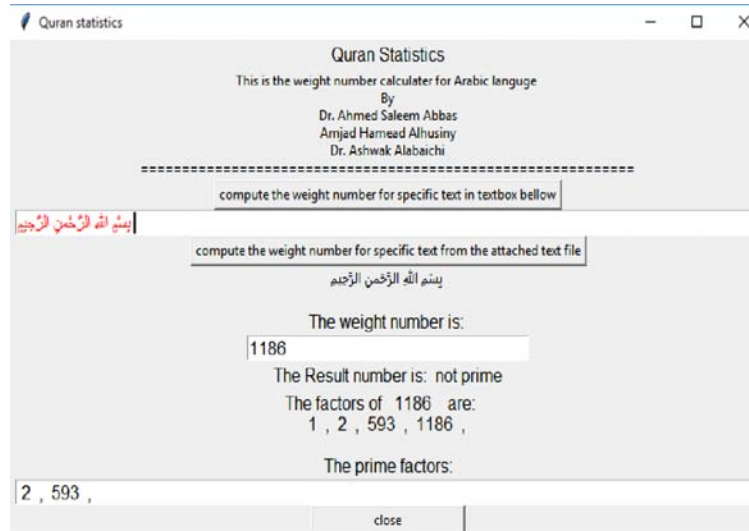 Quran statistics
Quran Statistics
This is the weight number calculater for Arabic languge
By
Dr. Ahmed Saleem Abbas
Amjad Hamead Alhusiny
Dr. Ashwak Alabaichi
============================================================
compute the weight number for specific text in textbox bellow
بِسْمِ اللهِ الرَّحْمنِ الرَّحِيمِ
compute the weight number for specific text from the attached text file
بِسْمِ اللَّهِ الرَّحْمنِ الرَّحِيمِ
The weight number is:
1186
The Result number is: not prime
The factors of 1186 are:
1 , 2 , 593 , 1186 ,
The prime factors:
2 , 593 ,
close